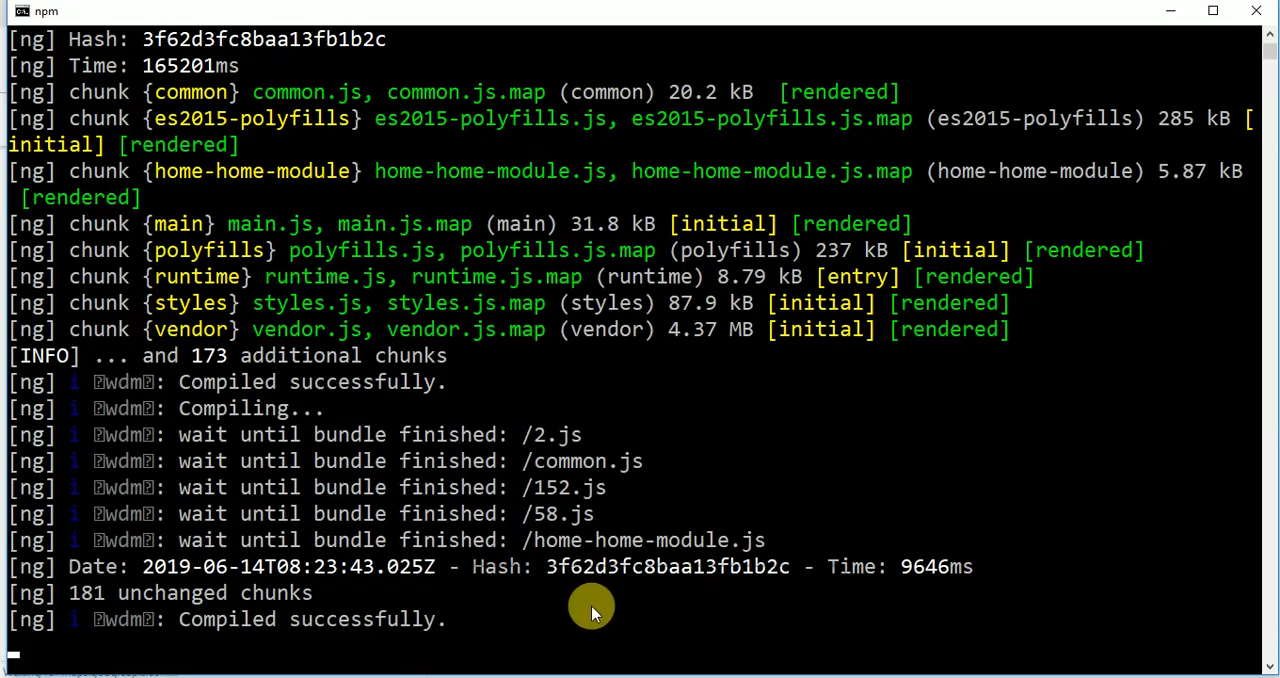 npm
[ng] Hash: 3f62d3fc8baa13fb1b2c
[ng] Time: 165201ms
[ng] chunk {common} common.js, common.js.map (common) 20.2 kB  [rendered]
[ng] chunk {es2015-polyfills} es2015-polyfills.js, es2015-polyfills.js.map (es2015-polyfills) 285 kB [
initial] [rendered]
[ng] chunk {home-home-module} home-home-module.js, home-home-module.js.map (home-home-module) 5.87 kB
 [rendered]
[ng] chunk {main} main.js, main.js.map (main) 31.8 kB [initial] [rendered]
[ng] chunk {polyfills} polyfills.js, polyfills.js.map (polyfills) 237 kB [initial] [rendered]
[ng] chunk {runtime} runtime.js, runtime.js.map (runtime) 8.79 kB [entry] [rendered]
[ng] chunk {styles} styles.js, styles.js.map (styles) 87.9 kB [initial] [rendered]
[ng] chunk {vendor} vendor.js, vendor.js.map (vendor) 4.37 MB [initial] [rendered]
[INFO] ... and 173 additional chunks
[ng] i wdm: Compiled successfully.
[ng] i wdm: Compiling...
[ng] i wdm: wait until bundle finished: /2.js
[ng] i wdm: wait until bundle finished: /common.js
[ng] i wdm: wait until bundle finished: /152.js
[ng] i wdm: wait until bundle finished: /58.js
[ng] i wdm: wait until bundle finished: /home-home-module.js
[ng] Date: 2019-06-14T08:23:43.025Z - Hash: 3f62d3fc8baa13fb1b2c - Time: 9646ms
[ng] 181 unchanged chunks
[ng] i wdm: Compiled successfully.